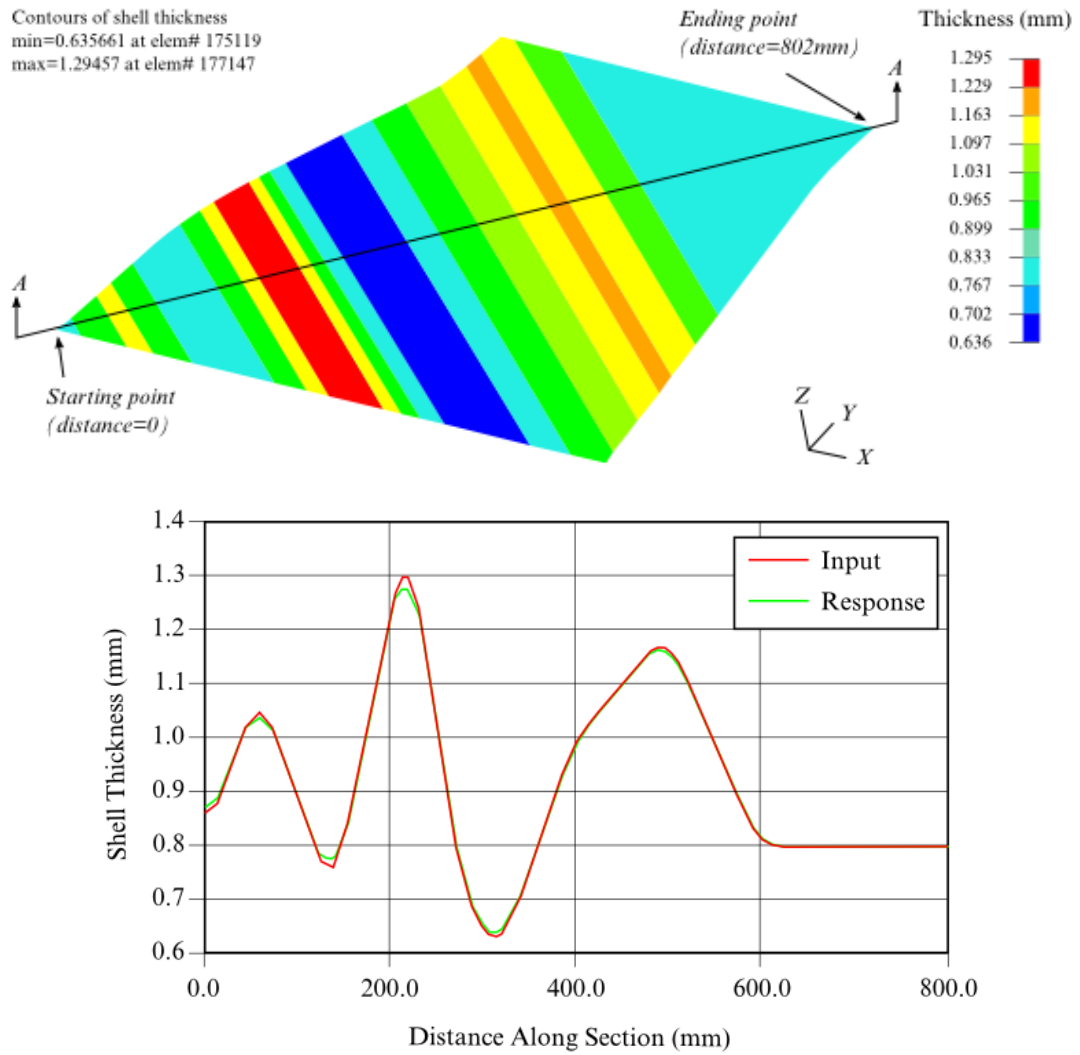 Contours of shell thickness
min=0.635661 at elem# 175119
max=1.29457 at elem# 177147
Ending point
(distance=802mm)
A
Thickness (mm)
1.295
1.229
1.163
1.097
1.031
0.965
0.899
0.833
0.767
0.702
0.636
A
Starting point
(distance=0)
Z
Y
X
1.4
1.3
1.2
1.1
1.0
0.9
0.8
0.7
0.6
Shell Thickness (mm)
Input
Response
0.0
200.0
400.0
600.0
800.0
Distance Along Section (mm)